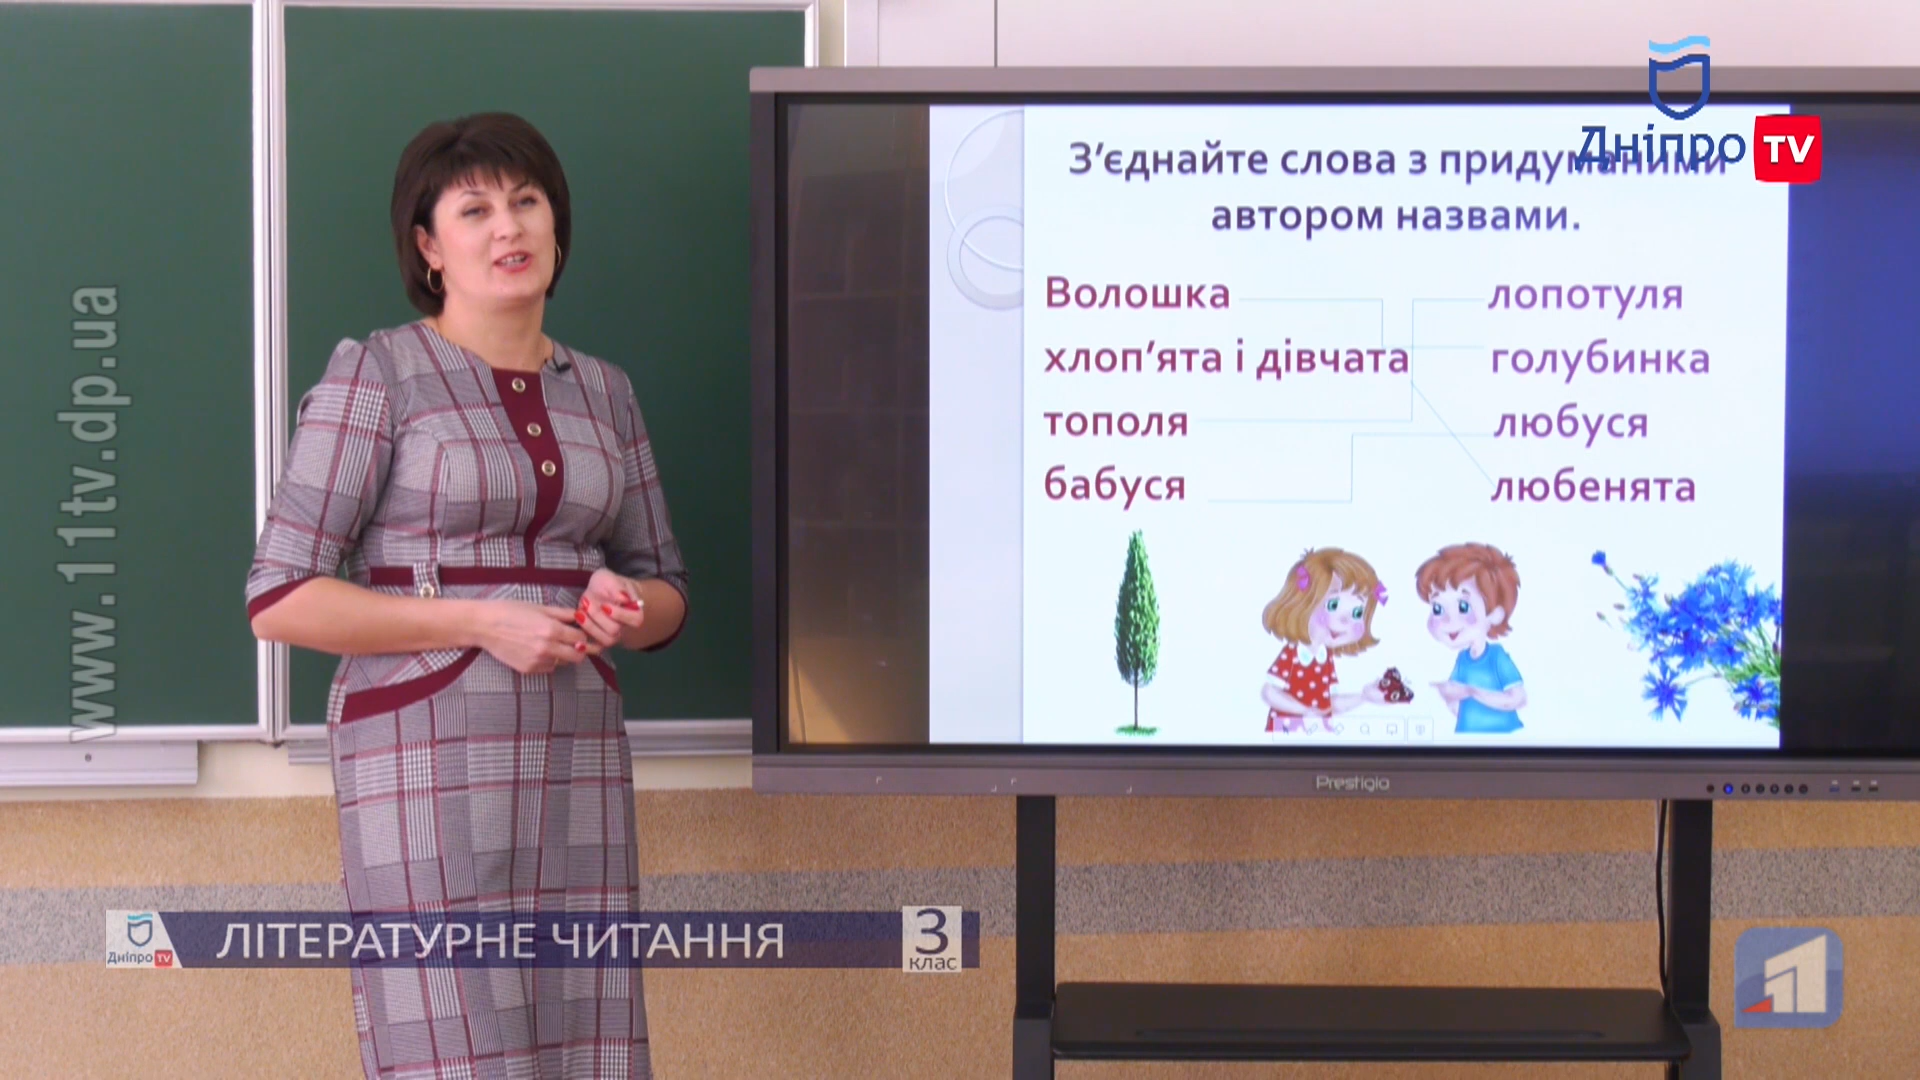 Дніпро TV
З’єднайте слова з придуманими
автором назвами.
Волошка
лопотуля
хлоп’ята і дівчата
голубинка
тополя
любуся
бабуся
любенята
Prestigio
www.11tv.dp.ua
Дніпро TV
ЛІТЕРАТУРНЕ ЧИТАННЯ
3
клас
11